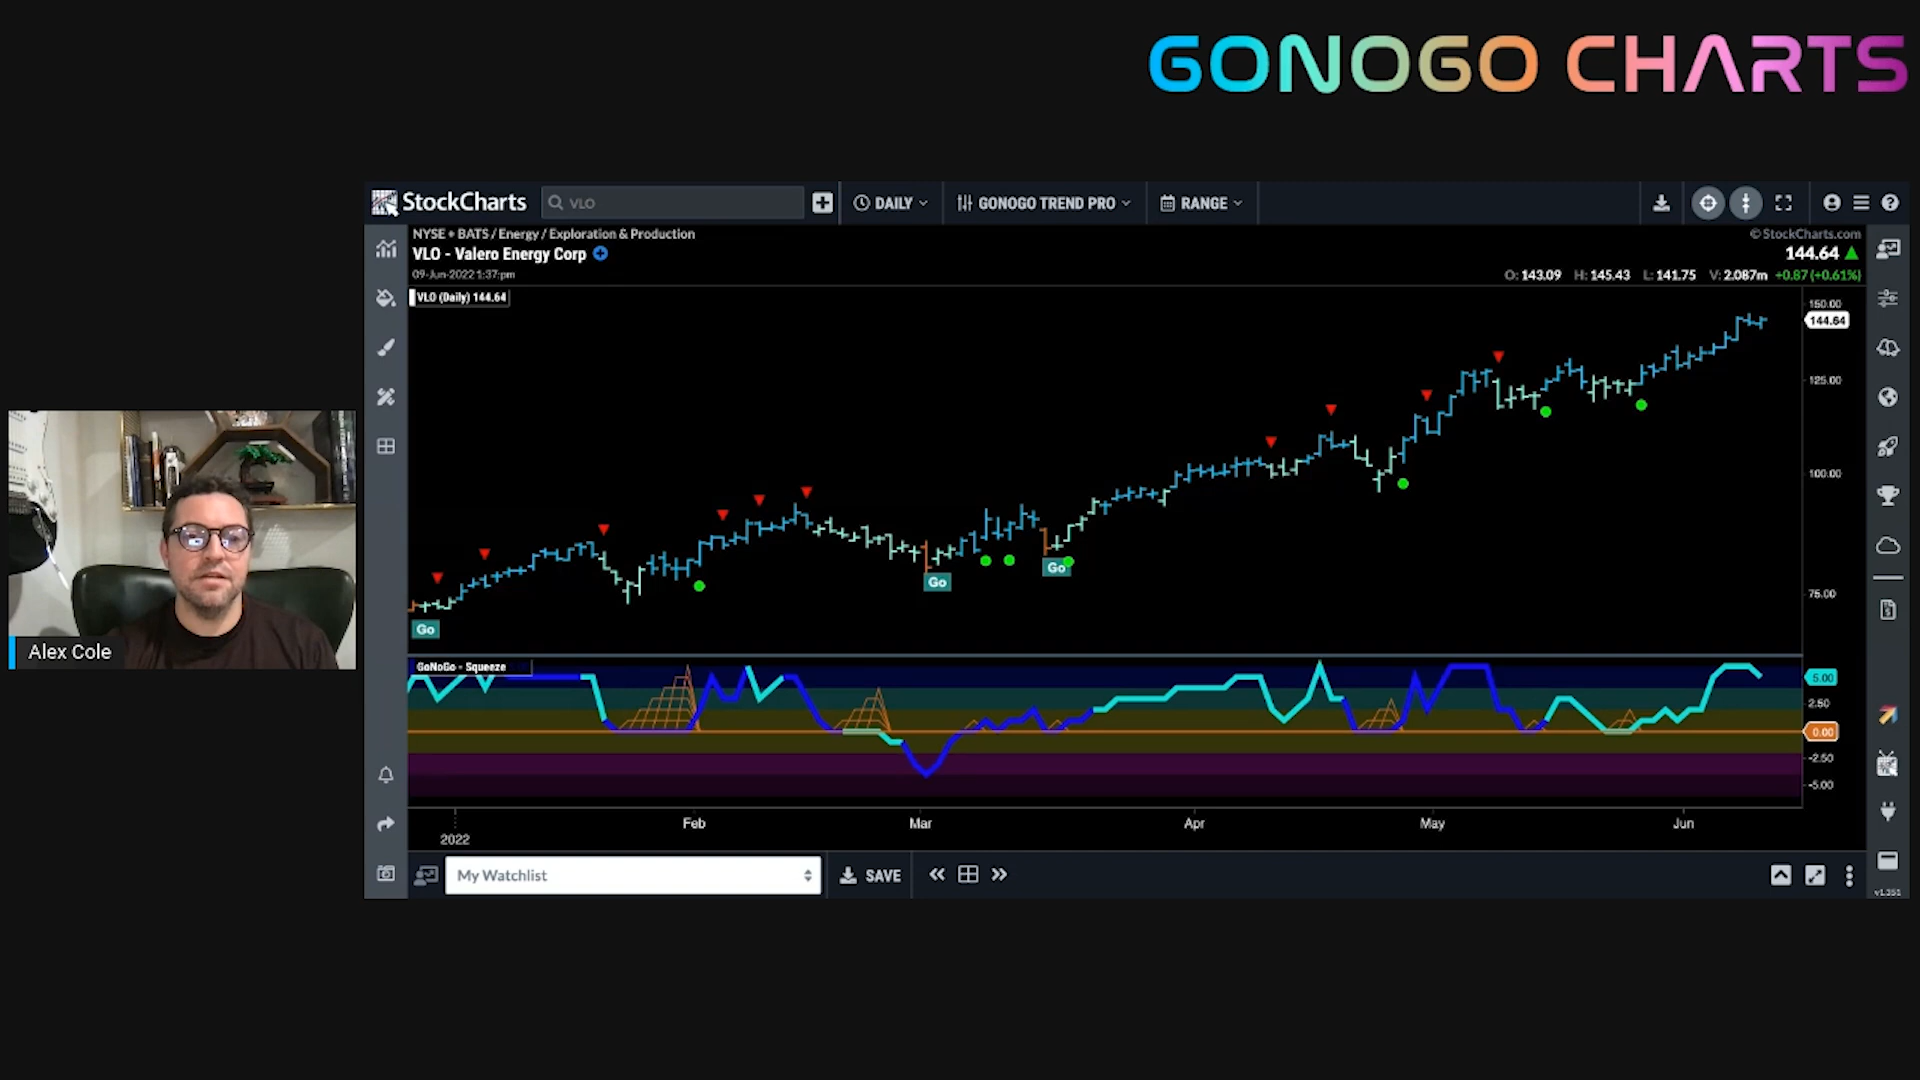 GONOGO CHARTS
StockCharts VLO DAILY GONOGO TREND PRO RANGE
NYSE + BATS / Energy / Exploration & Production
© StockCharts.com
VLO - Valero Energy Corp
144.64
09-Jun-2022 1:37:pm
O: 143.09 H: 145.43 L: 141.75 V: 2.087m +0.87 (+0.61%)
VLO (Daily) 144.64
150.00
144.64
125.00
100.00
75.00
Go
Go
Go
Alex Cole
GoNoGo - Squeeze
5.00
2.50
0.00
-2.50
-5.00
Feb Mar Apr May Jun
2022
My Watchlist SAVE
v1.351